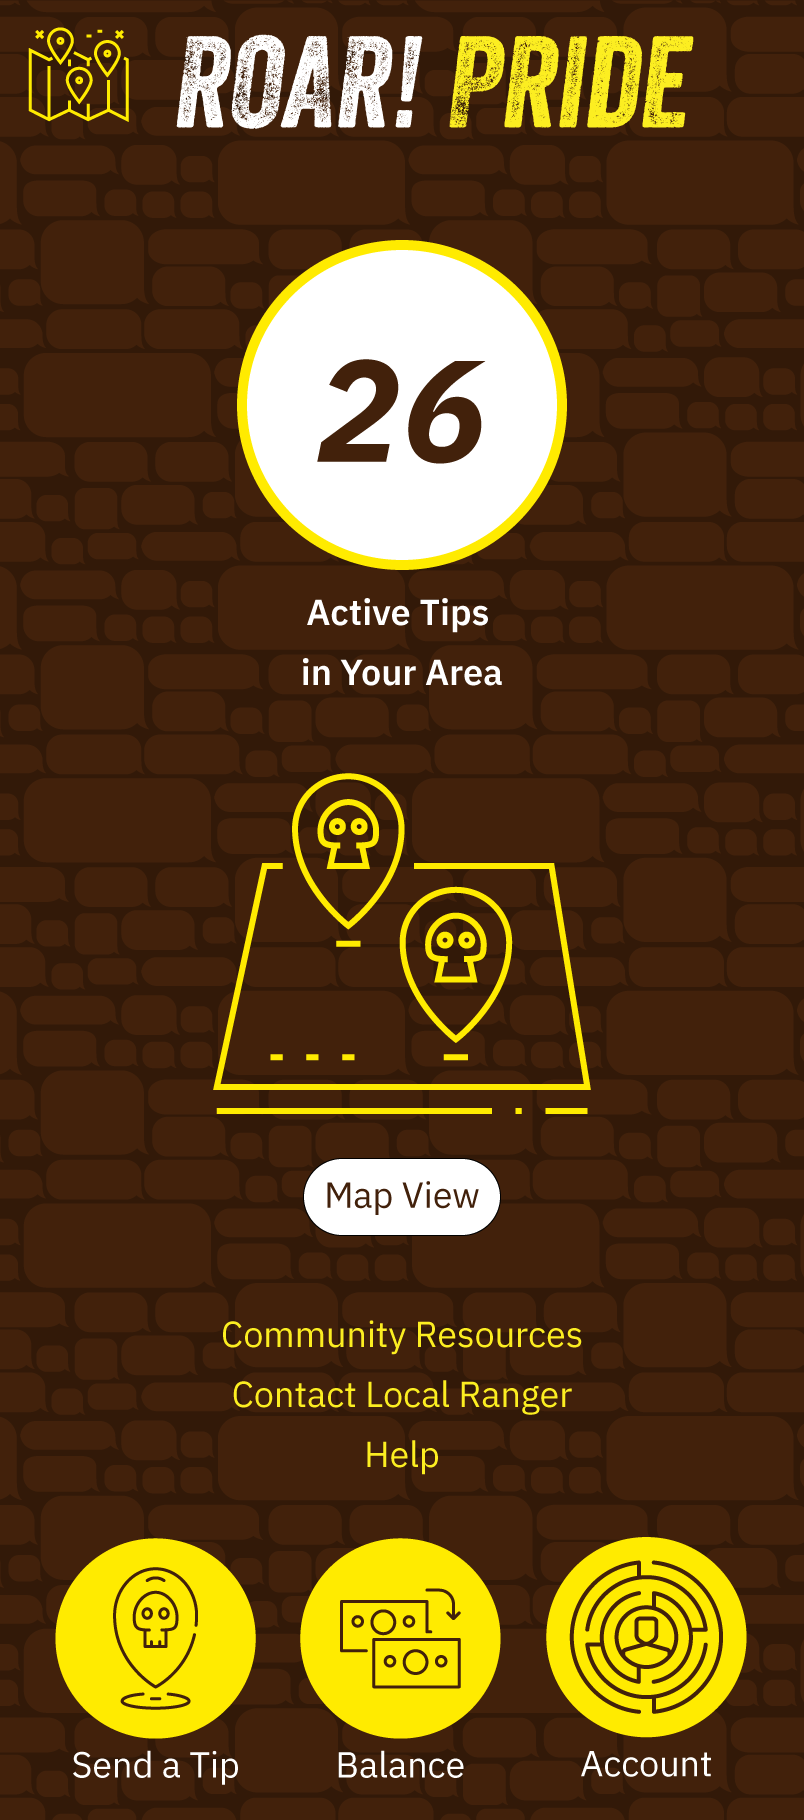 ROAR! PRIDE
26
Active Tips
in Your Area
Map View
Community Resources
Contact Local Ranger
Help
Send a Tip
Balance
Account